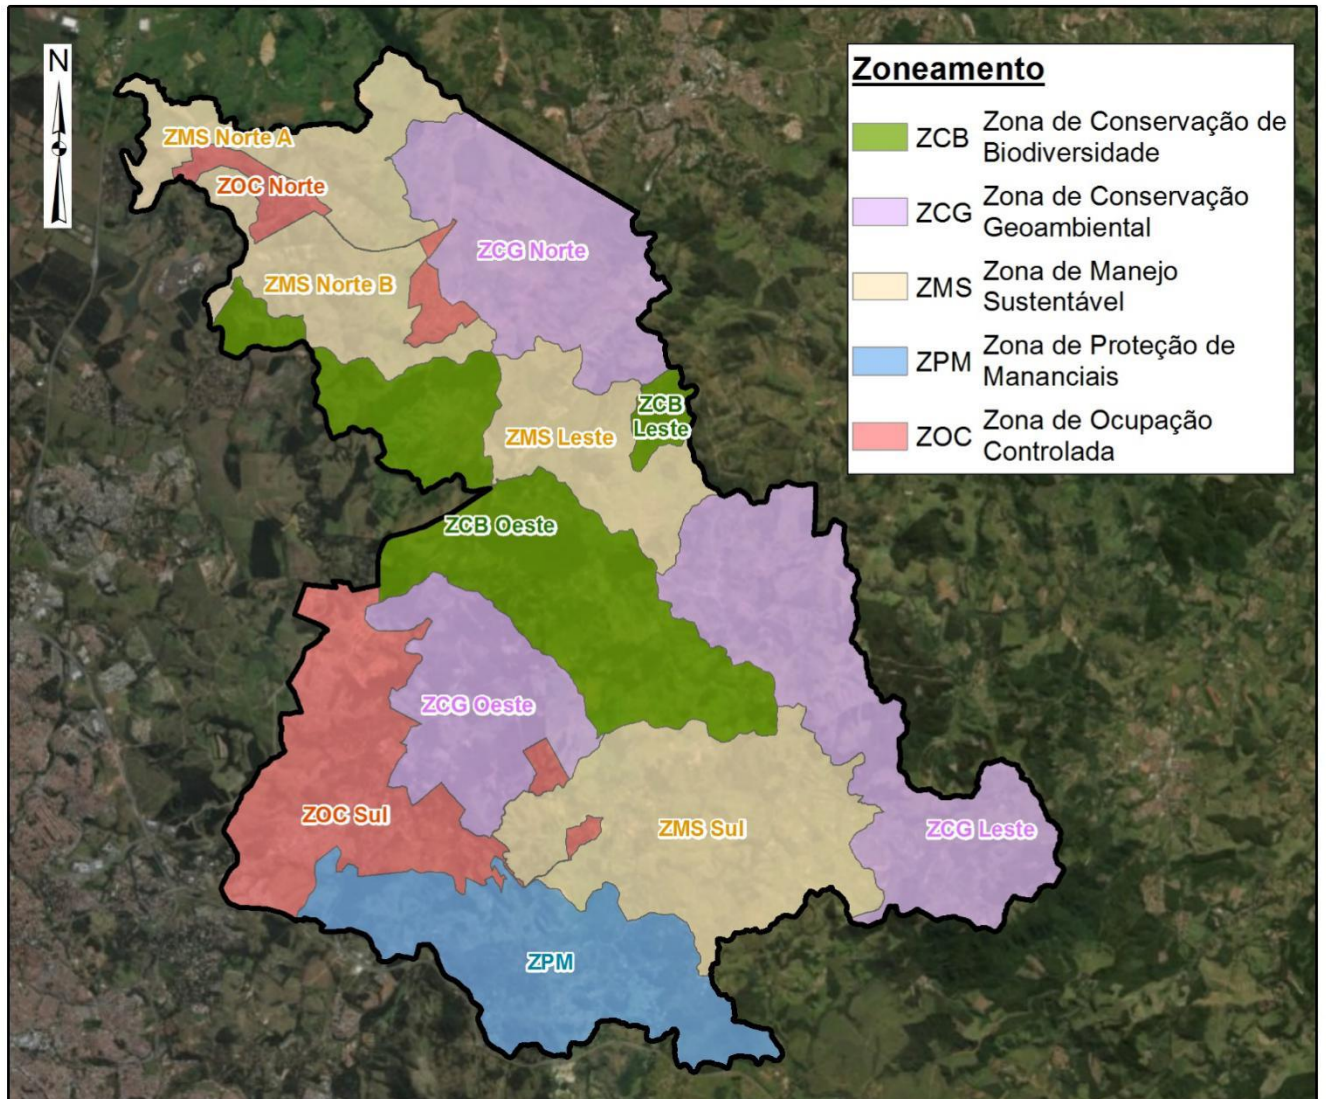 N
Zoneamento
ZCB Zona de Conservação de
Biodiversidade
ZCG Zona de Conservação
Geoambiental
ZMS Zona de Manejo
Sustentável
ZPM Zona de Proteção de
Mananciais
ZOC Zona de Ocupação
Controlada
ZMS Norte A
ZOC Norte
ZCG Norte
ZMS Norte B
ZCB
Leste
ZMS Leste
ZCB Oeste
ZCG Oeste
ZOC Sul
ZMS Sul
ZCG Leste
ZPM